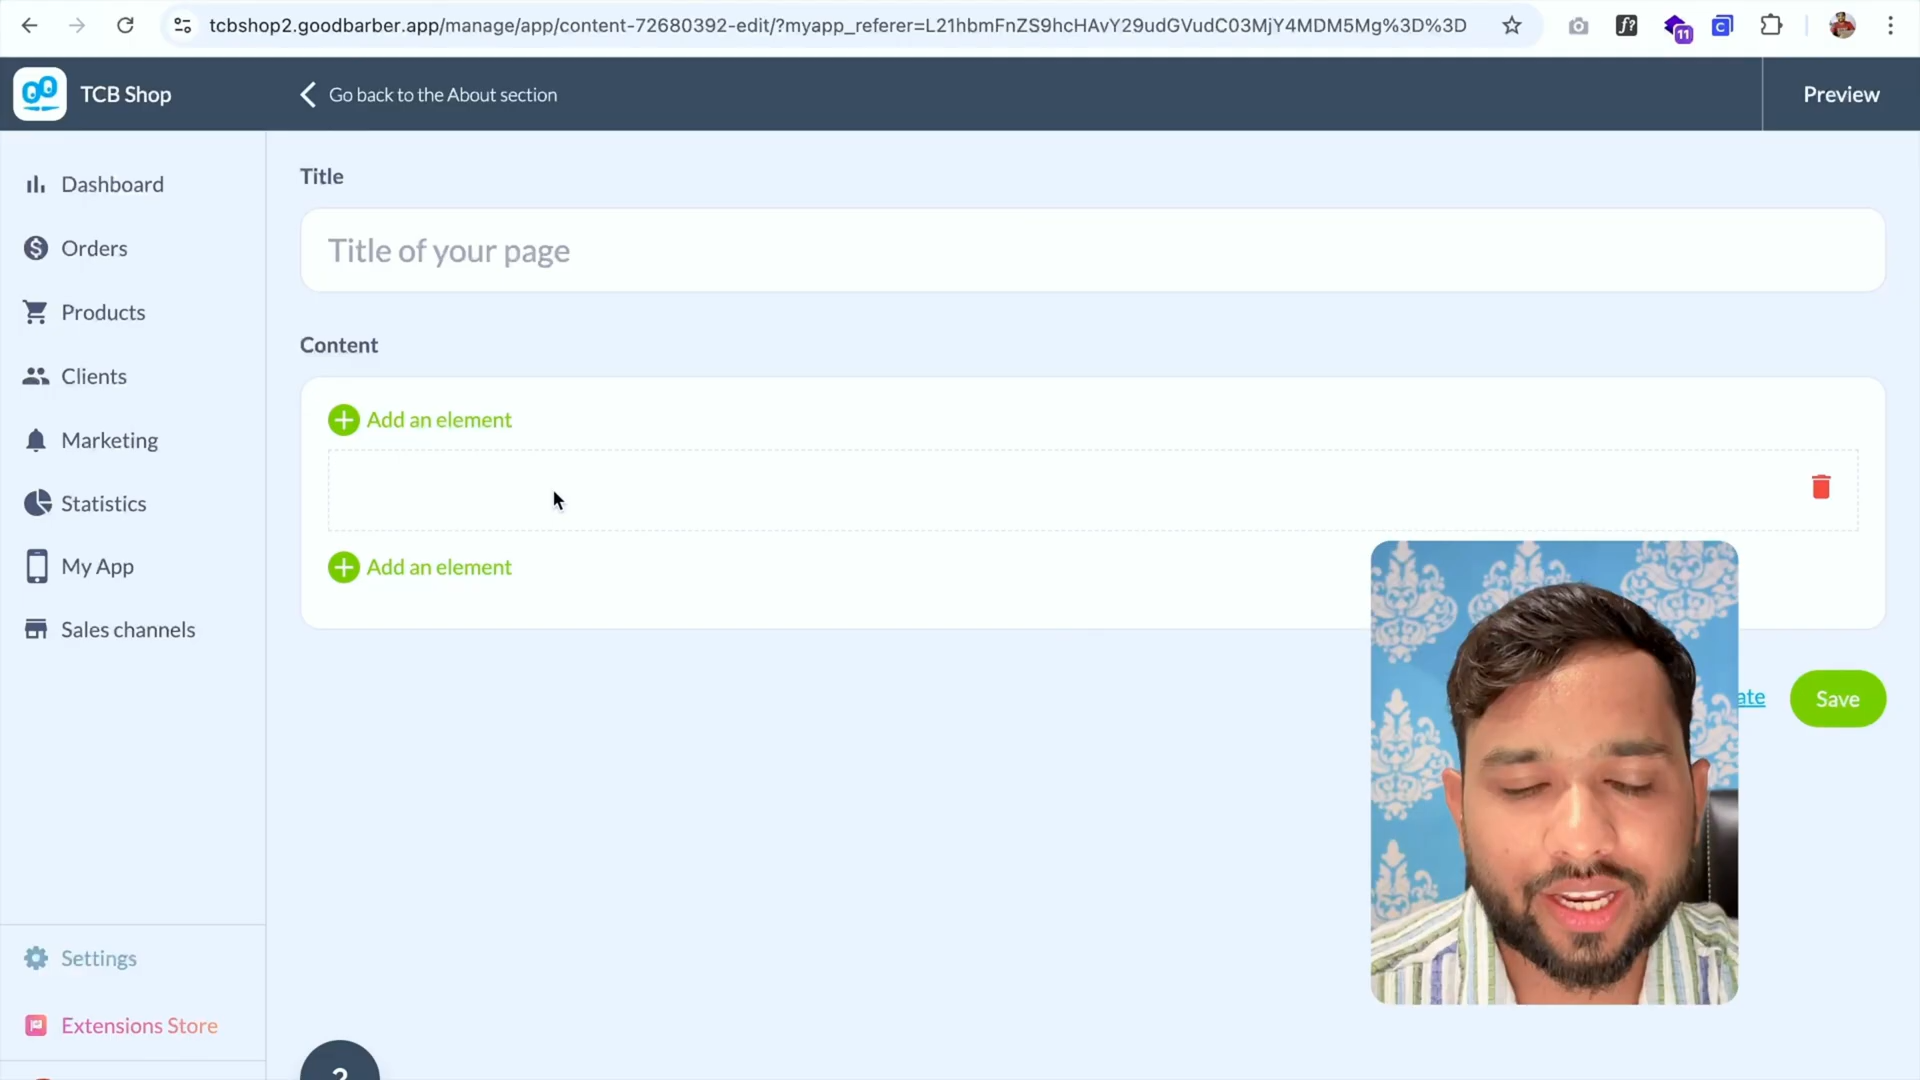 tcbshop2.goodbarber.app/manage/app/content-72680392-edit/?myapp_referer=L21hbmFnZS9hcHAvY29udGVudC03MjY4MDM5Mg%3D%3D
11
TCB Shop
Go back to the About section
Preview
Dashboard
Orders
Products
Clients
Marketing
Statistics
My App
Sales channels
Settings
Extensions Store
Title
Title of your page
Content
Add an element
Add an element
Save